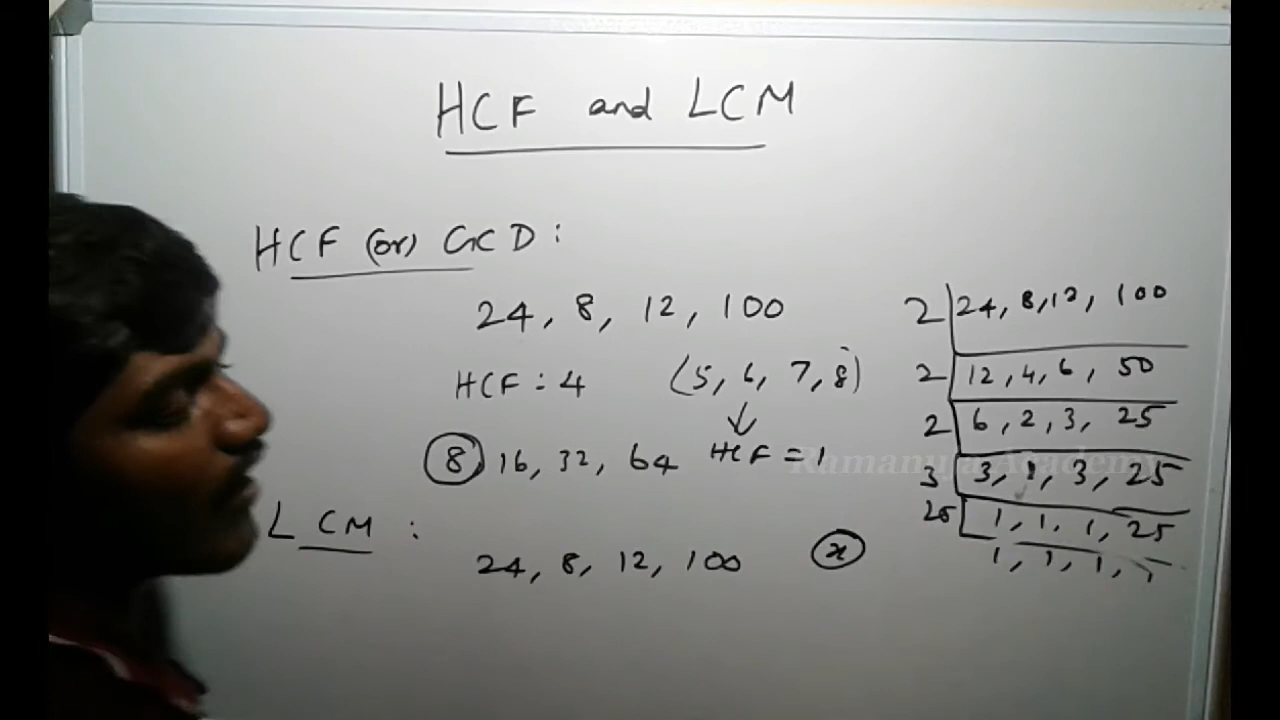 HCF and LCM
HCF (or) GCD :
24, 8, 12, 100
HCF = 4
(5, 6, 7, 8)
↓
HCF = 1
8, 16, 32, 64
LCM :
24, 8, 12, 100
x
2 | 24, 8, 12, 100
2 | 12, 4, 6, 50
2 | 6, 2, 3, 25
3 | 3, 1, 3, 25
25 | 1, 1, 1, 25
1, 1, 1, 1
Ramanuja Academy